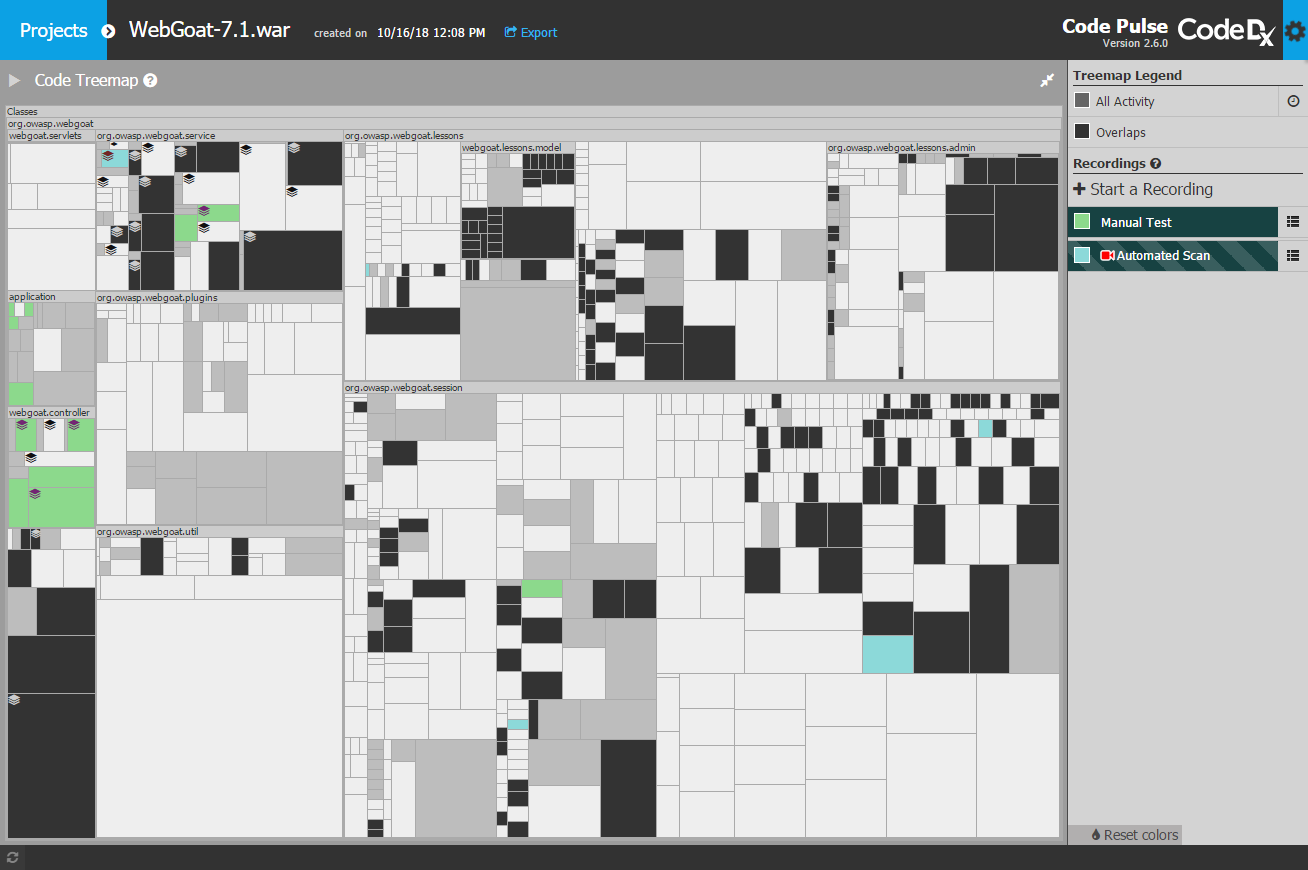 Projects
WebGoat-7.1.war
created on 10/16/18 12:08 PM
Export
Code Pulse
Version 2.6.0
Code Dx
Code Treemap ?
Classes
org.owasp.webgoat
webgoat.servlets
org.owasp.webgoat.service
org.owasp.webgoat.lessons
webgoat.lessons.model
org.owasp.webgoat.lessons.admin
application
org.owasp.webgoat.plugins
org.owasp.webgoat.session
webgoat.controller
org.owasp.webgoat.util
Treemap Legend
All Activity
Overlaps
Recordings ?
+ Start a Recording
Manual Test
Automated Scan
Reset colors